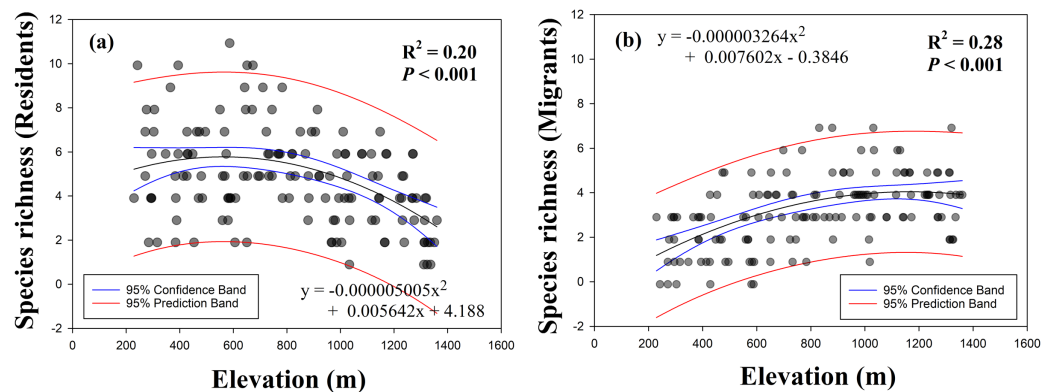 (a)
R² = 0.20
P < 0.001
Species richness (Residents)
12
10
8
6
4
2
0
-2
95% Confidence Band
95% Prediction Band
y = -0.000005005x²
+ 0.005642x + 4.188
0 200 400 600 800 1000 1200 1400 1600
Elevation (m)
(b)
y = -0.000003264x²
+ 0.007602x - 0.3846
R² = 0.28
P < 0.001
Species richness (Migrants)
12
10
8
6
4
2
0
-2
95% Confidence Band
95% Prediction Band
0 200 400 600 800 1000 1200 1400 1600
Elevation (m)